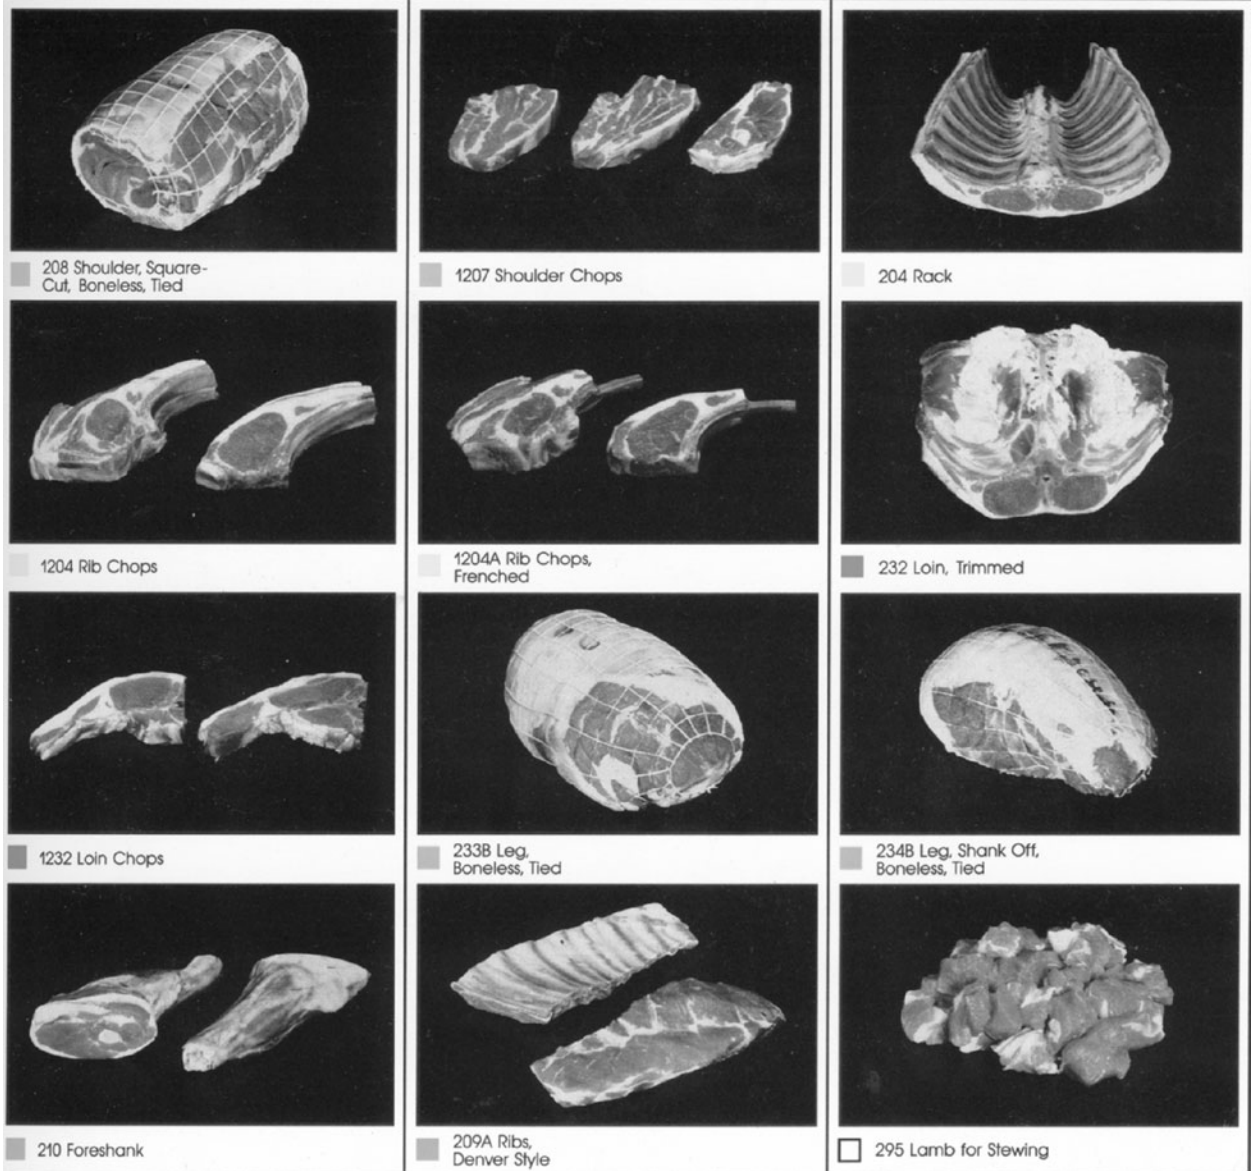 208 Shoulder, Square-
Cut, Boneless, Tied
1207 Shoulder Chops
204 Rack
1204 Rib Chops
1204A Rib Chops,
Frenched
232 Loin, Trimmed
1232 Loin Chops
233B Leg,
Boneless, Tied
234B Leg, Shank Off,
Boneless, Tied
210 Foreshank
209A Ribs,
Denver Style
295 Lamb for Stewing